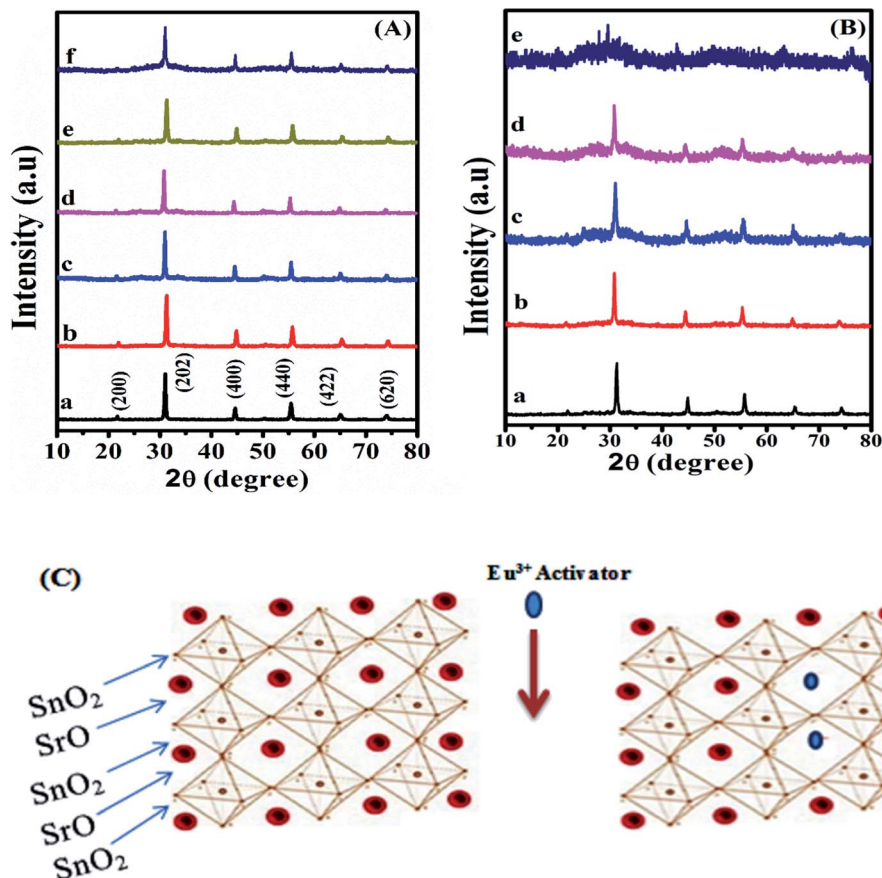 (A)
f
e
d
c
b
a
(200)
(202)
(400)
(440)
(422)
(620)
10 20 30 40 50 60 70 80
2θ (degree)
Intensity (a.u)
(B)
e
d
c
b
a
10 20 30 40 50 60 70 80
2θ (degree)
Intensity (a.u)
(C)
Eu³⁺ Activator
SnO₂
SrO
SnO₂
SrO
SnO₂